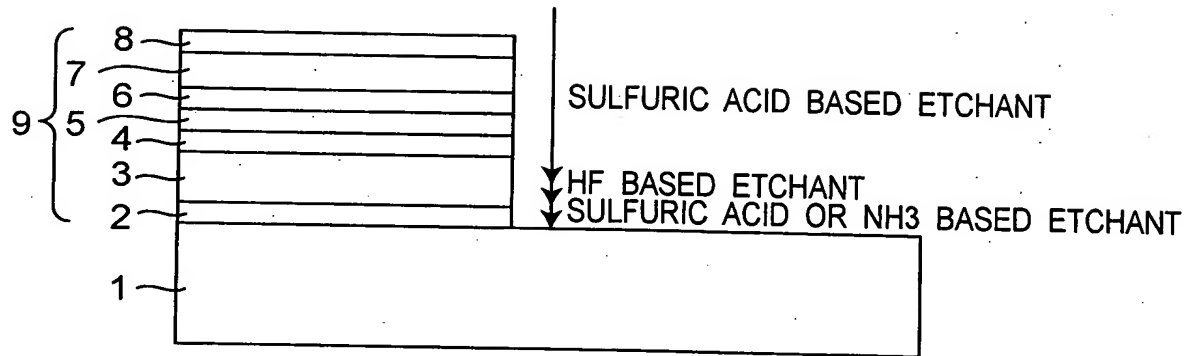 8
7
6
9 5
4
3
2
1
SULFURIC ACID BASED ETCHANT
HF BASED ETCHANT
SULFURIC ACID OR NH3 BASED ETCHANT